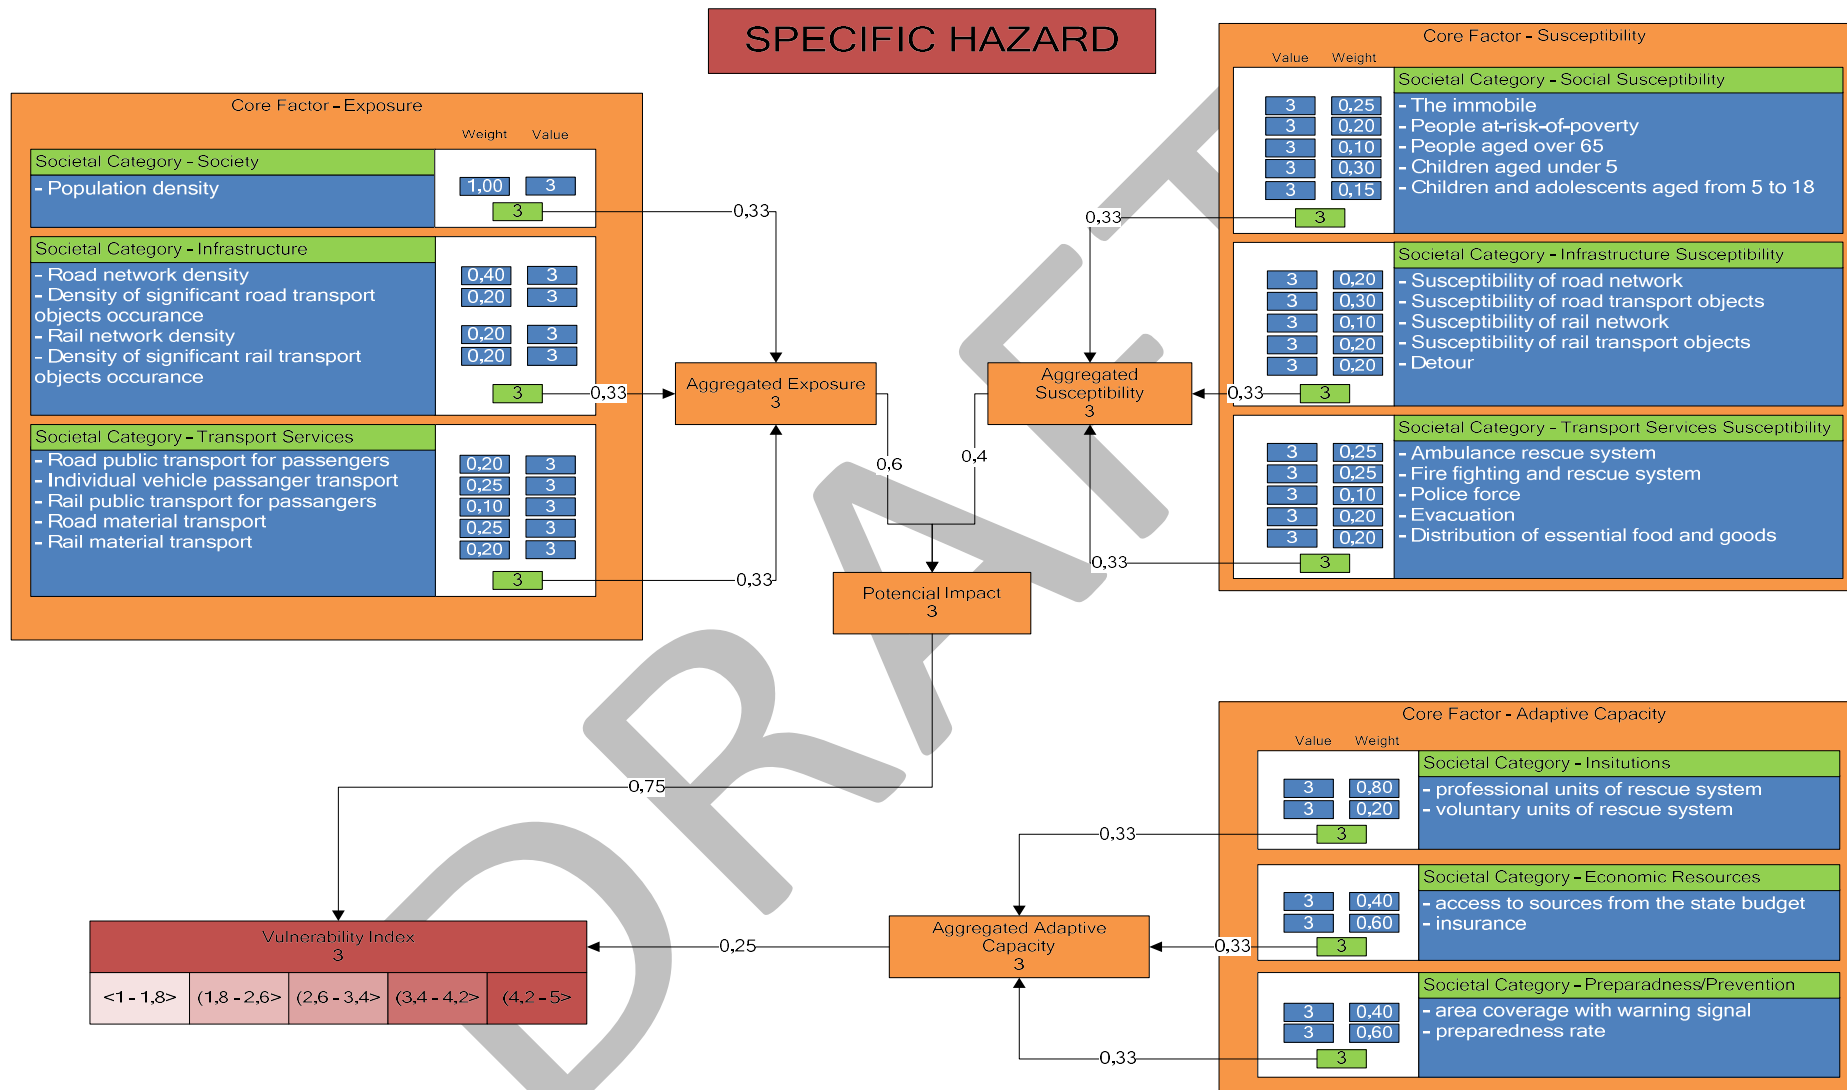 SPECIFIC HAZARD
DRAFT
Core Factor - Exposure
Weight Value
Societal Category - Society
- Population density 1,00 3
3
0,33
Societal Category - Infrastructure
- Road network density 0,40 3
- Density of significant road transport 0,20 3
objects occurance
- Rail network density 0,20 3
- Density of significant rail transport 0,20 3
objects occurance
3
0,33
Societal Category - Transport Services
- Road public transport for passengers 0,20 3
- Individual vehicle passanger transport 0,25 3
- Rail public transport for passangers 0,10 3
- Road material transport 0,25 3
- Rail material transport 0,20 3
3
0,33
Aggregated Exposure
3
0,6
Core Factor - Susceptibility
Value Weight
Societal Category - Social Susceptibility
3 0,25 - The immobile
3 0,20 - People at-risk-of-poverty
3 0,10 - People aged over 65
3 0,30 - Children aged under 5
3 0,15 - Children and adolescents aged from 5 to 18
3
0,33
Societal Category - Infrastructure Susceptibility
3 0,20 - Susceptibility of road network
3 0,30 - Susceptibility of road transport objects
3 0,10 - Susceptibility of rail network
3 0,20 - Susceptibility of rail transport objects
3 0,20 - Detour
3
0,33
Societal Category - Transport Services Susceptibility
3 0,25 - Ambulance rescue system
3 0,25 - Fire fighting and rescue system
3 0,10 - Police force
3 0,20 - Evacuation
3 0,20 - Distribution of essential food and goods
3
0,33
Aggregated
Susceptibility
3
0,4
Potencial Impact
3
0,75
Core Factor - Adaptive Capacity
Value Weight
Societal Category - Insitutions
3 0,80 - professional units of rescue system
3 0,20 - voluntary units of rescue system
3
0,33
Societal Category - Economic Resources
3 0,40 - access to sources from the state budget
3 0,60 - insurance
3
0,33
Societal Category - Preparadness/Prevention
3 0,40 - area coverage with warning signal
3 0,60 - preparedness rate
3
0,33
Aggregated Adaptive
Capacity
3
0,25
Vulnerability Index
3
<1 - 1,8> (1,8 - 2,6> (2,6 - 3,4> (3,4 - 4,2> (4,2 - 5>